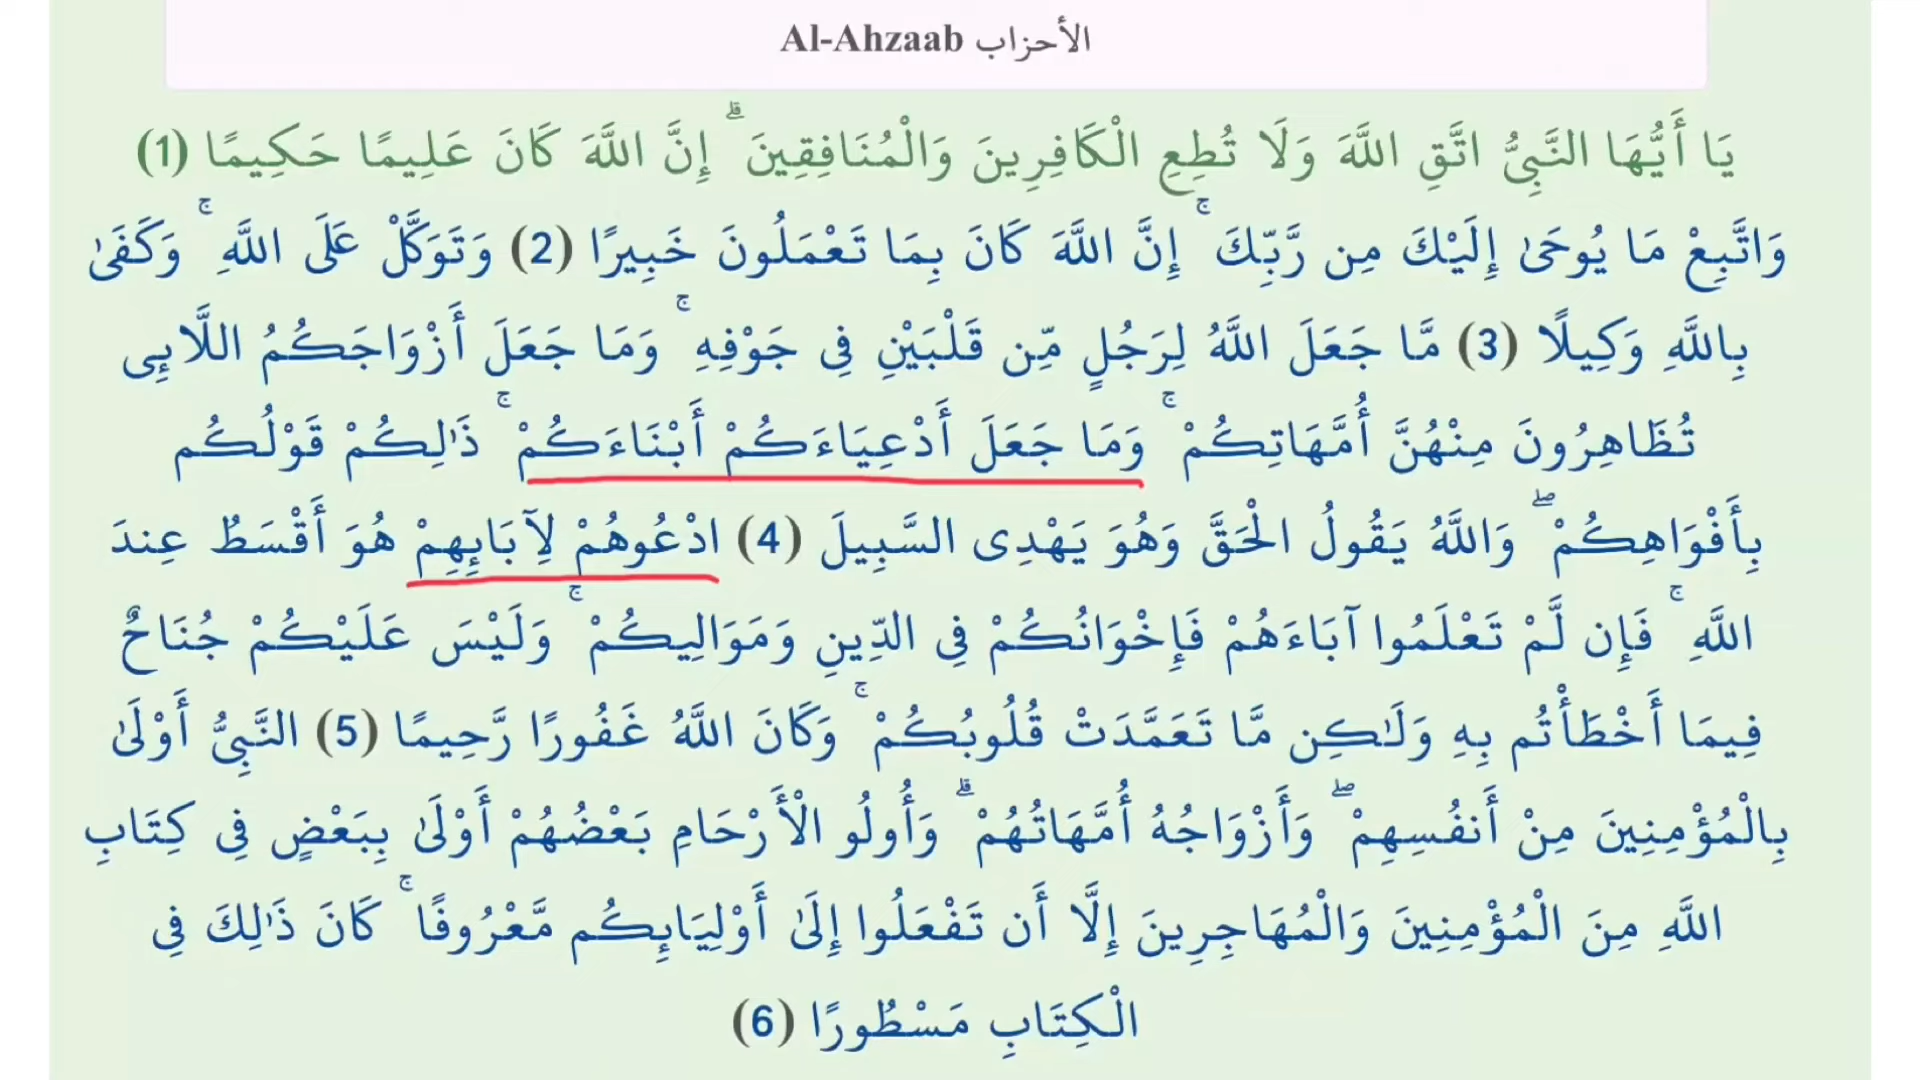 Al-Ahzaab الأحزاب
يَا أَيُّهَا النَّبِيُّ اتَّقِ اللَّهَ وَلَا تُطِعِ الْكَافِرِينَ وَالْمُنَافِقِينَ ۗ إِنَّ اللَّهَ كَانَ عَلِيمًا حَكِيمًا (1)
وَاتَّبِعْ مَا يُوحَىٰ إِلَيْكَ مِن رَّبِّكَ ۚ إِنَّ اللَّهَ كَانَ بِمَا تَعْمَلُونَ خَبِيرًا (2) وَتَوَكَّلْ عَلَى اللَّهِ ۚ وَكَفَىٰ
بِاللَّهِ وَكِيلًا (3) مَّا جَعَلَ اللَّهُ لِرَجُلٍ مِّن قَلْبَيْنِ فِي جَوْفِهِ ۚ وَمَا جَعَلَ أَزْوَاجَكُمُ اللَّائِي
تُظَاهِرُونَ مِنْهُنَّ أُمَّهَاتِكُمْ ۚ وَمَا جَعَلَ أَدْعِيَاءَكُمْ أَبْنَاءَكُمْ ۚ ذَٰلِكُمْ قَوْلُكُم
بِأَفْوَاهِكُمْ ۖ وَاللَّهُ يَقُولُ الْحَقَّ وَهُوَ يَهْدِي السَّبِيلَ (4) ادْعُوهُمْ لِآبَائِهِمْ هُوَ أَقْسَطُ عِندَ
اللَّهِ ۚ فَإِن لَّمْ تَعْلَمُوا آبَاءَهُمْ فَإِخْوَانُكُمْ فِي الدِّينِ وَمَوَالِيكُمْ ۚ وَلَيْسَ عَلَيْكُمْ جُنَاحٌ
فِيمَا أَخْطَأْتُم بِهِ وَلَٰكِن مَّا تَعَمَّدَتْ قُلُوبُكُمْ ۚ وَكَانَ اللَّهُ غَفُورًا رَّحِيمًا (5) النَّبِيُّ أَوْلَىٰ
بِالْمُؤْمِنِينَ مِنْ أَنفُسِهِمْ ۖ وَأَزْوَاجُهُ أُمَّهَاتُهُمْ ۗ وَأُولُو الْأَرْحَامِ بَعْضُهُمْ أَوْلَىٰ بِبَعْضٍ فِي كِتَابِ
اللَّهِ مِنَ الْمُؤْمِنِينَ وَالْمُهَاجِرِينَ إِلَّا أَن تَفْعَلُوا إِلَىٰ أَوْلِيَائِكُم مَّعْرُوفًا ۚ كَانَ ذَٰلِكَ فِي
الْكِتَابِ مَسْطُورًا (6)